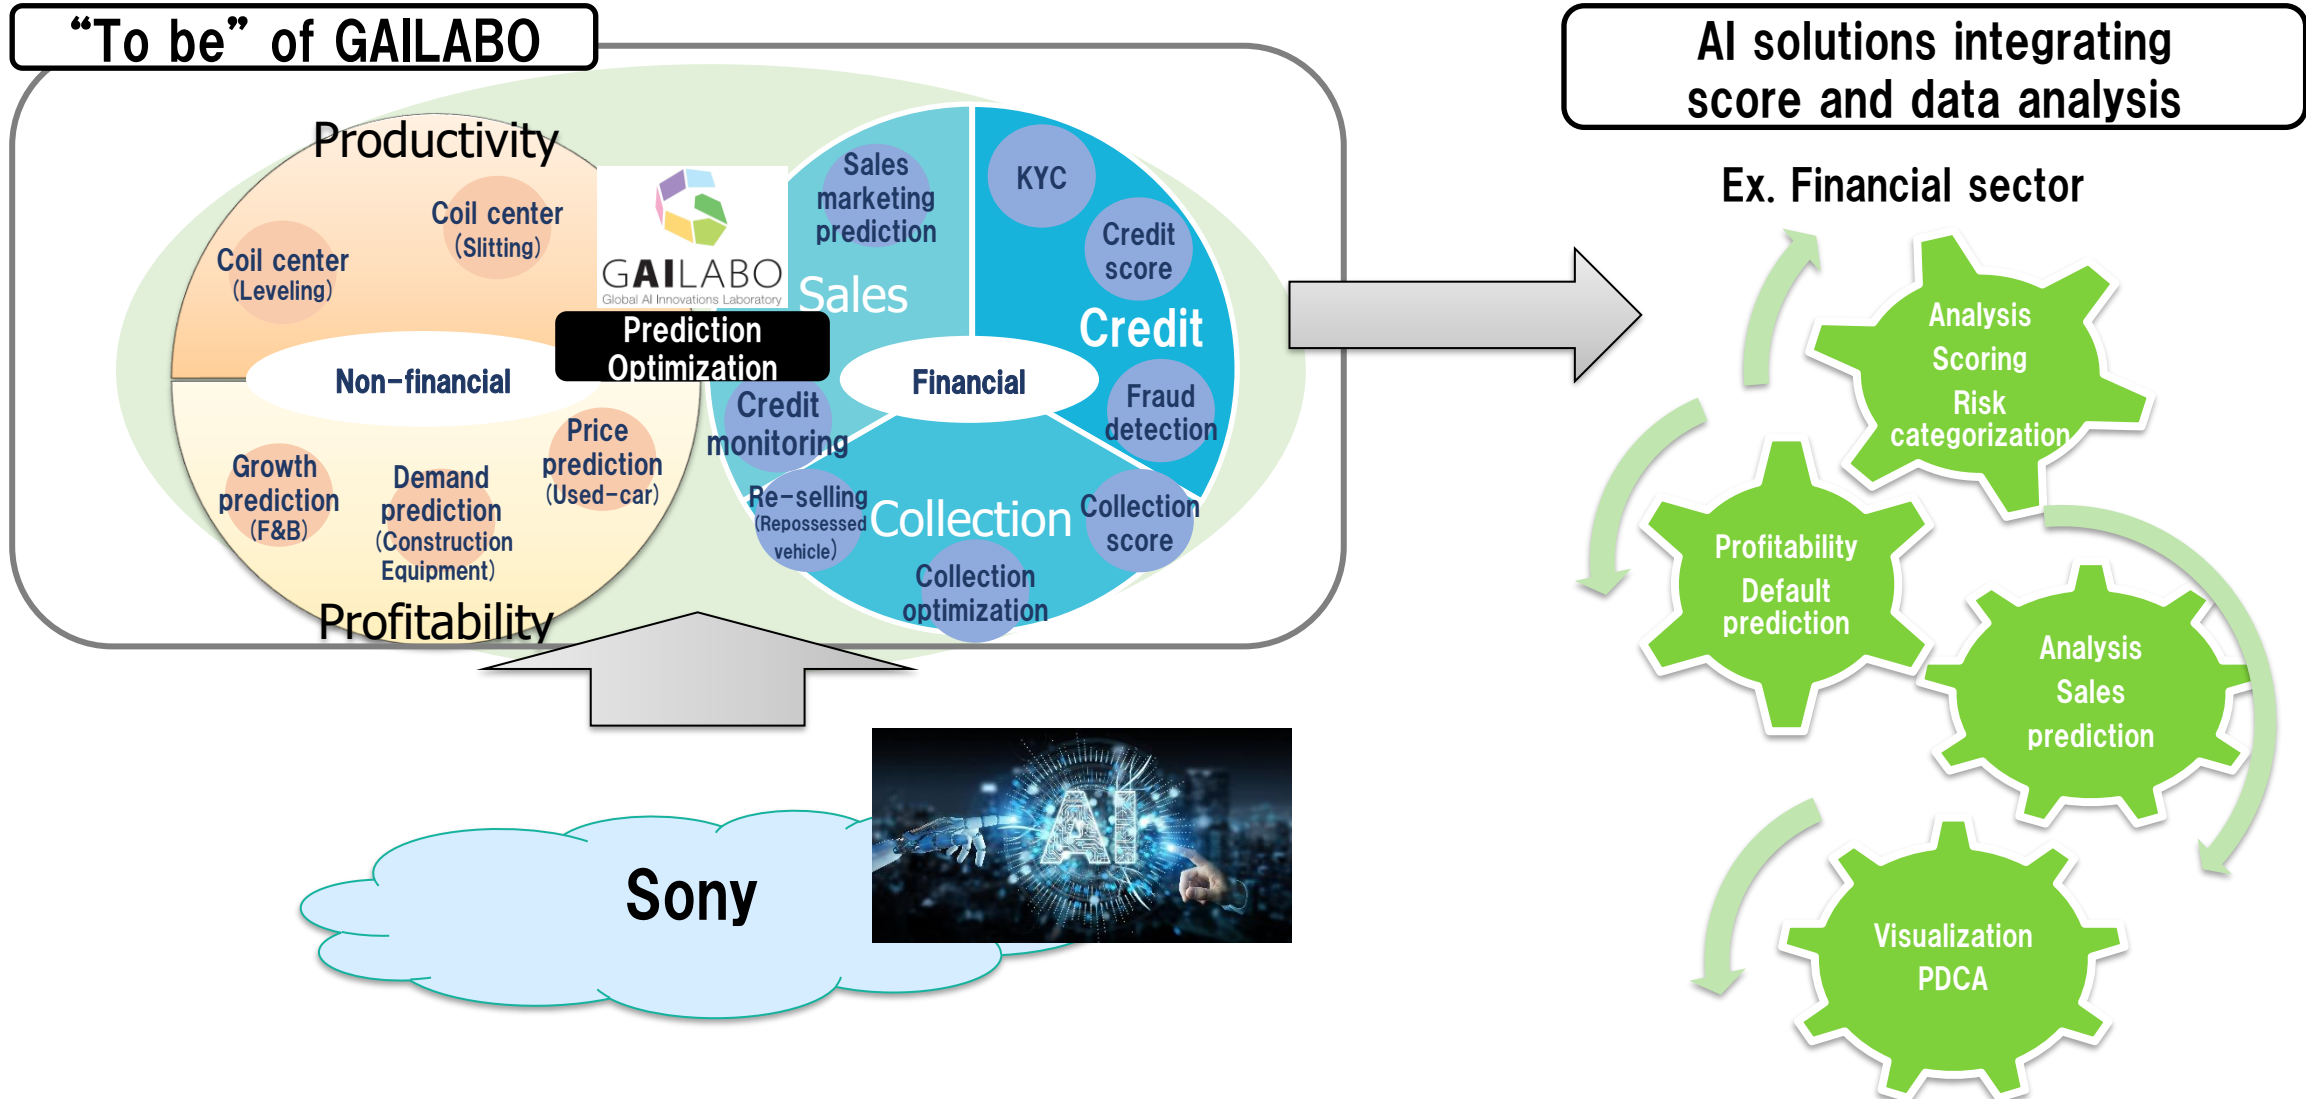 “To be” of GAILABO
AI solutions integrating
score and data analysis
Ex. Financial sector
Productivity
Coil center
(Slitting)
Coil center
(Leveling)
Non-financial
Growth
prediction
(F&B)
Demand
prediction
(Construction
Equipment)
Price
prediction
(Used-car)
Profitability
GAILABO
Global AI Innovations Laboratory
Prediction
Optimization
Sales
marketing
prediction
Sales
KYC
Credit
score
Credit
Fraud
detection
Financial
Credit
monitoring
Re-selling
(Repossessed
vehicle)
Collection
Collection
score
Collection
optimization
Sony
AI
Analysis
Scoring
Risk
categorization
Profitability
Default
prediction
Analysis
Sales
prediction
Visualization
PDCA